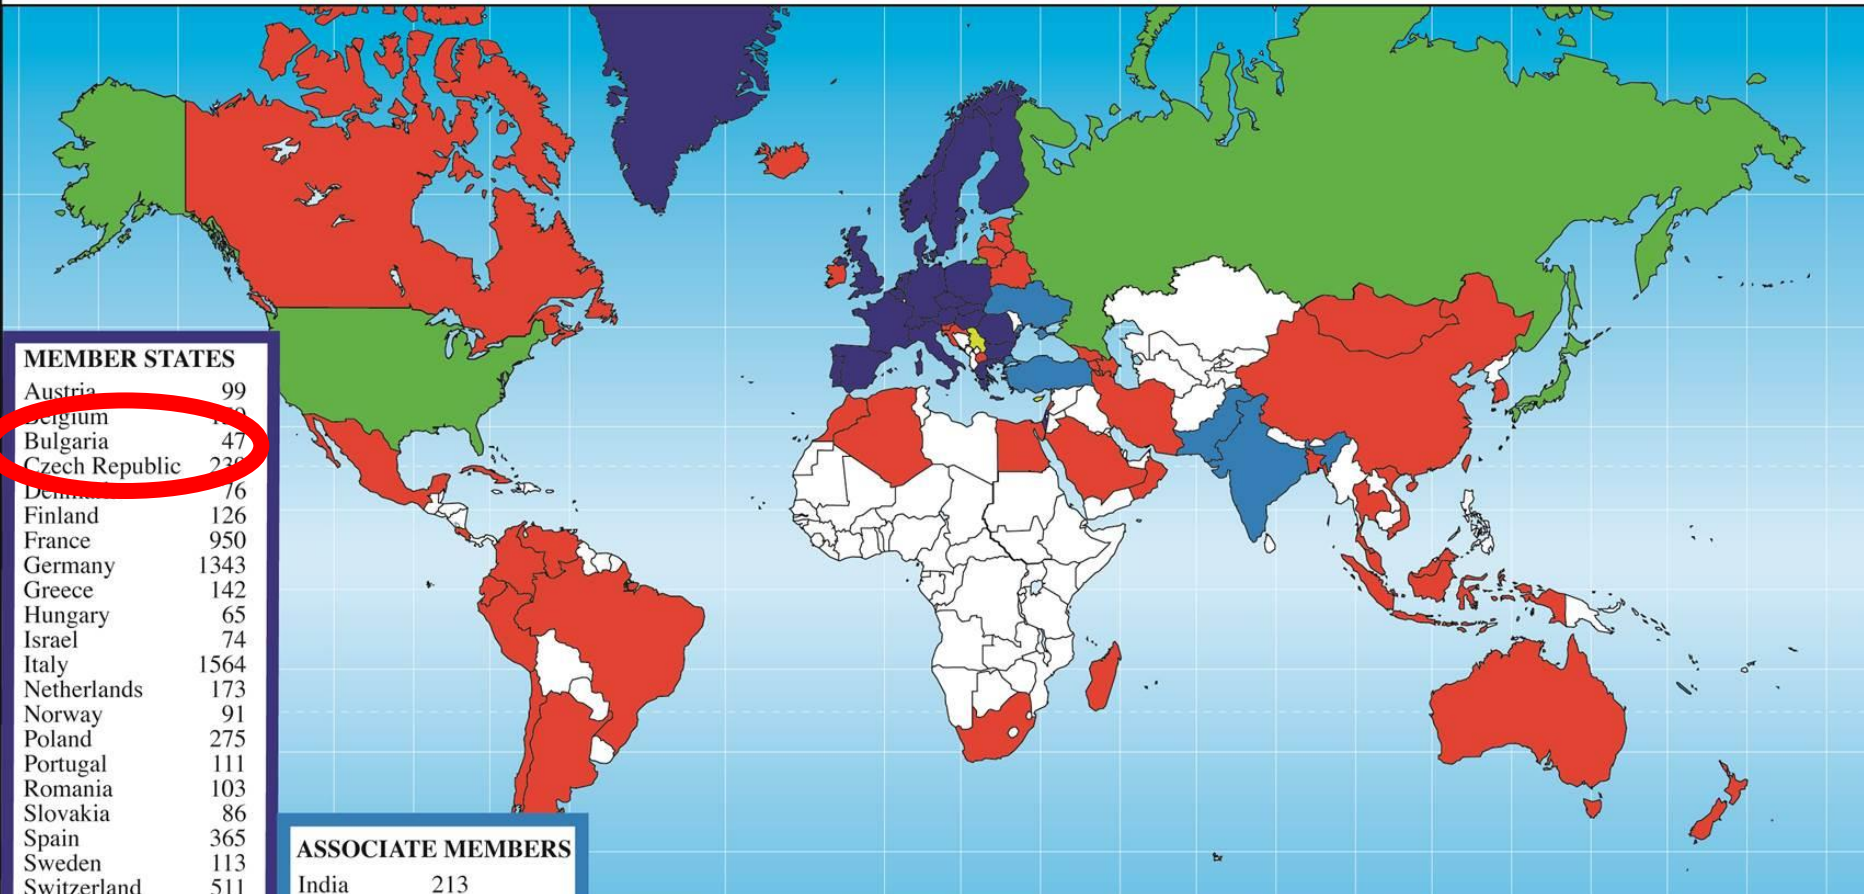 MEMBER STATES
Austria 99
Belgium
Bulgaria 47
Czech Republic
Denmark 76
Finland 126
France 950
Germany 1343
Greece 142
Hungary 65
Israel 74
Italy 1564
Netherlands 173
Norway 91
Poland 275
Portugal 111
Romania 103
Slovakia 86
Spain 365
Sweden 113
Switzerland 511
ASSOCIATE MEMBERS
India 213